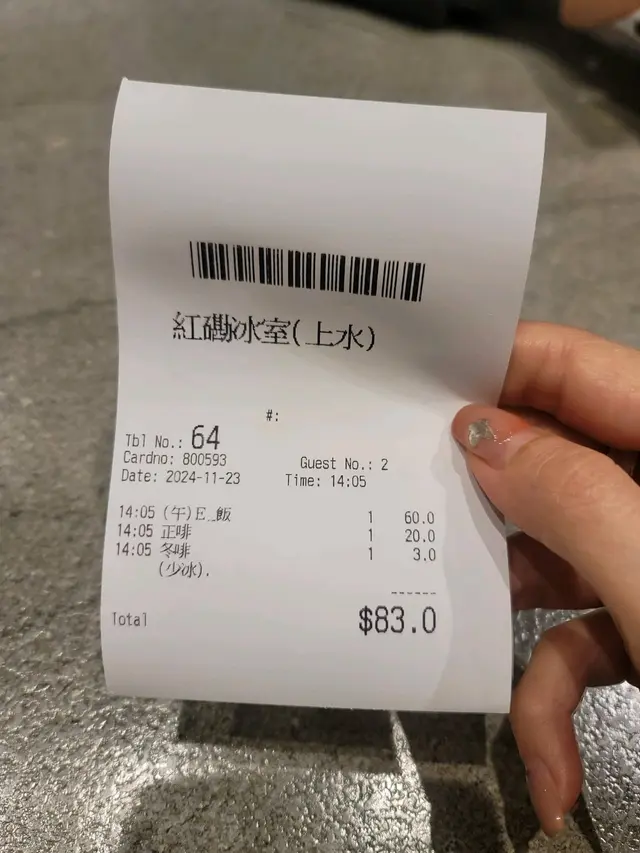 紅磡冰室(上水)
#:
Tbl No.: 64
Cardno: 800593 Guest No.: 2
Date: 2024-11-23 Time: 14:05
14:05 (午)E_飯 1 60.0
14:05 正啡 1 20.0
14:05 冬啡 1 3.0
(少冰).
------
Total $83.0